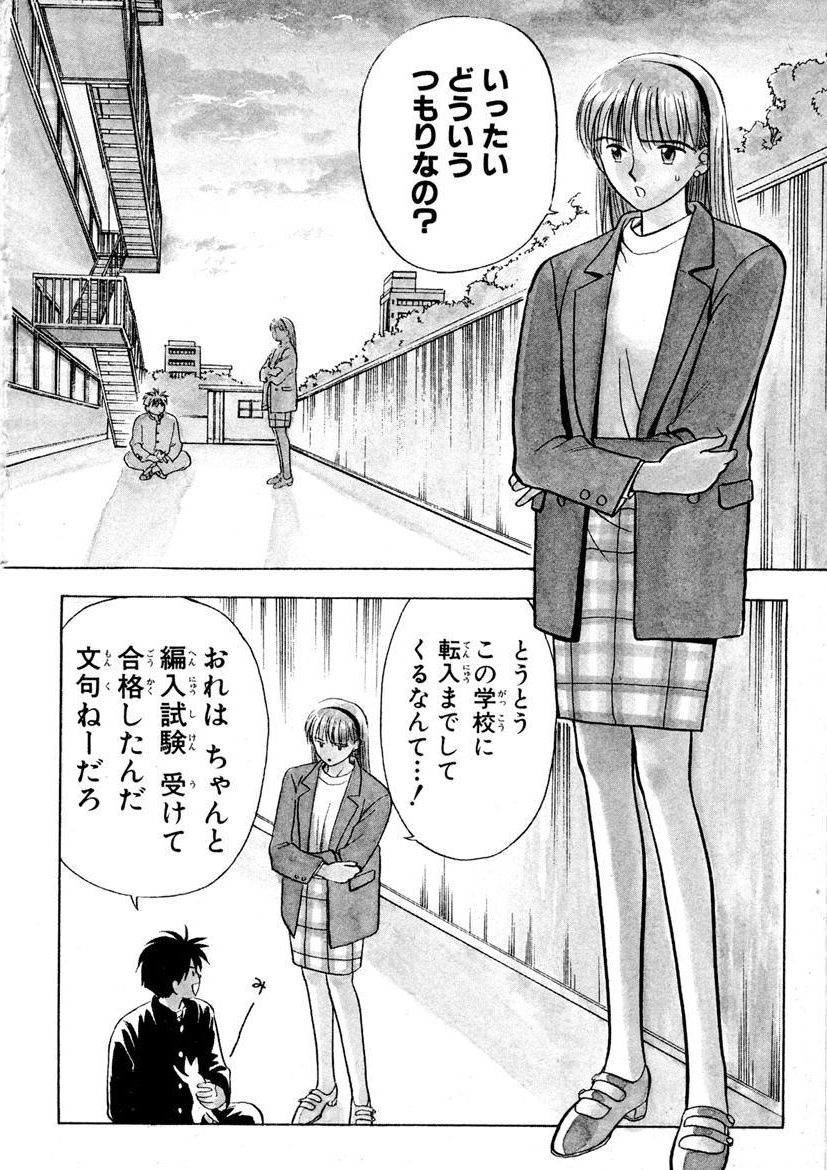 いったい
どういう
つもりなの?
とうとう
この学校に
転入までして
くるなんて…!
おれは ちゃんと
編入試験 受けて
合格したんだ
文句ねーだろ
み